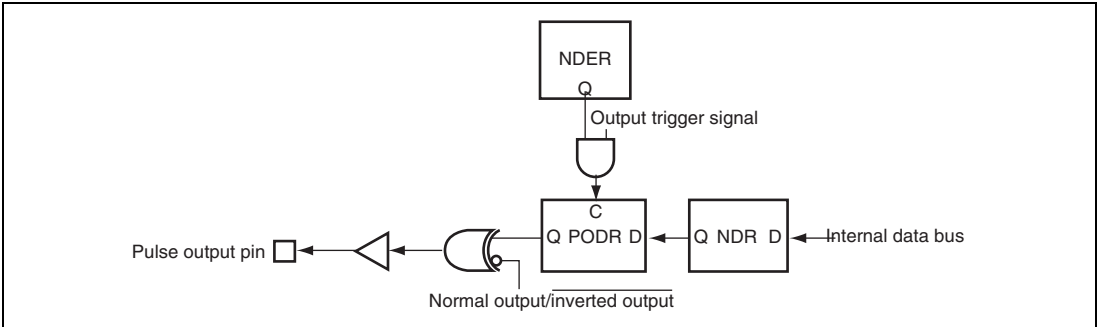 NDER
Q
Output trigger signal
C
Q PODR D
Q NDR D
Internal data bus
Pulse output pin
Normal output/inverted output